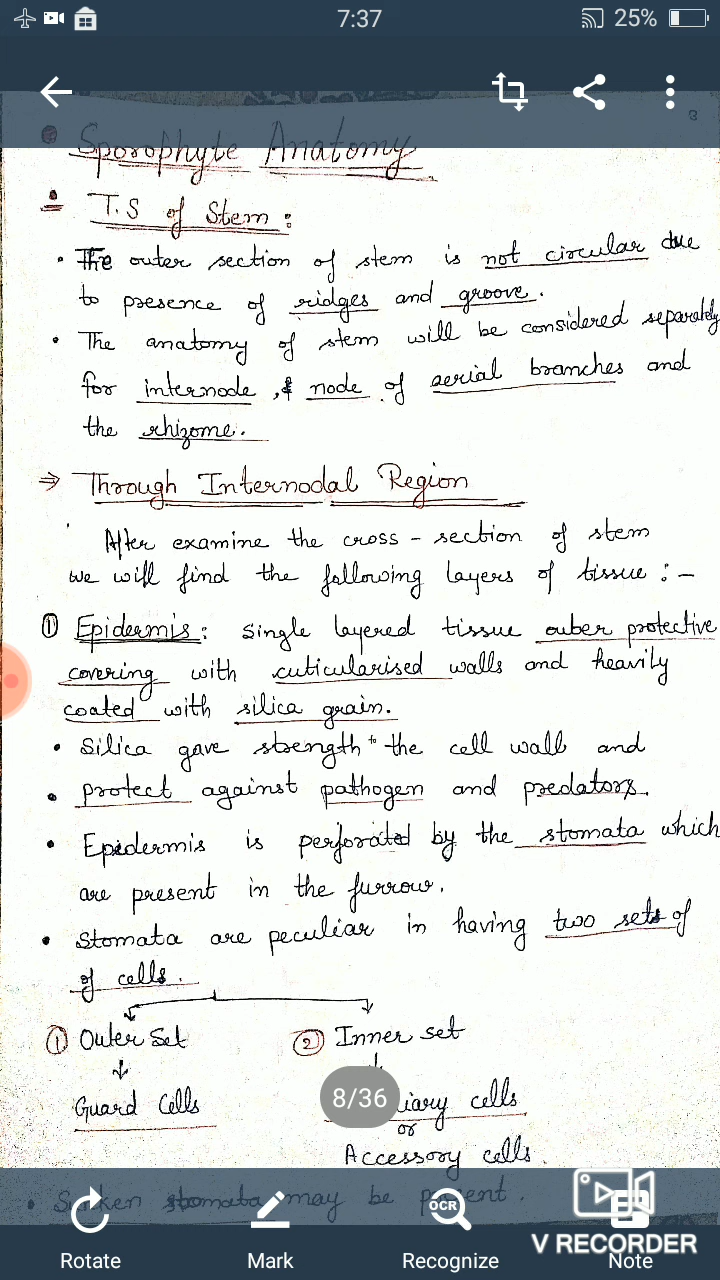 7:37
25%
3
Sporophyte Anatomy
T.S of Stem :
• The outer section of stem is not circular due
to presence of ridges and groove.
• The anatomy of stem will be considered separately
for internode, & node of aerial branches and
the rhizome.
⇒ Through Internodal Region
After examine the cross - section of stem
we will find the following layers of tissue : -
① Epidermis : Single layered tissue outer protective
covering with cuticularised walls and heavily
coated with silica grain.
• Silica gave strength to the cell wall and
• protect against pathogen and predators.
• Epidermis is perforated by the stomata which
are present in the furrow.
• Stomata are peculiar in having two sets of
of cells.
① Outer Set ② Inner set
Guard Cells iary cells
8/36
or
Accessory cells
• Sunken stomata may be present.
OCR
V RECORDER
Rotate Mark Recognize Note